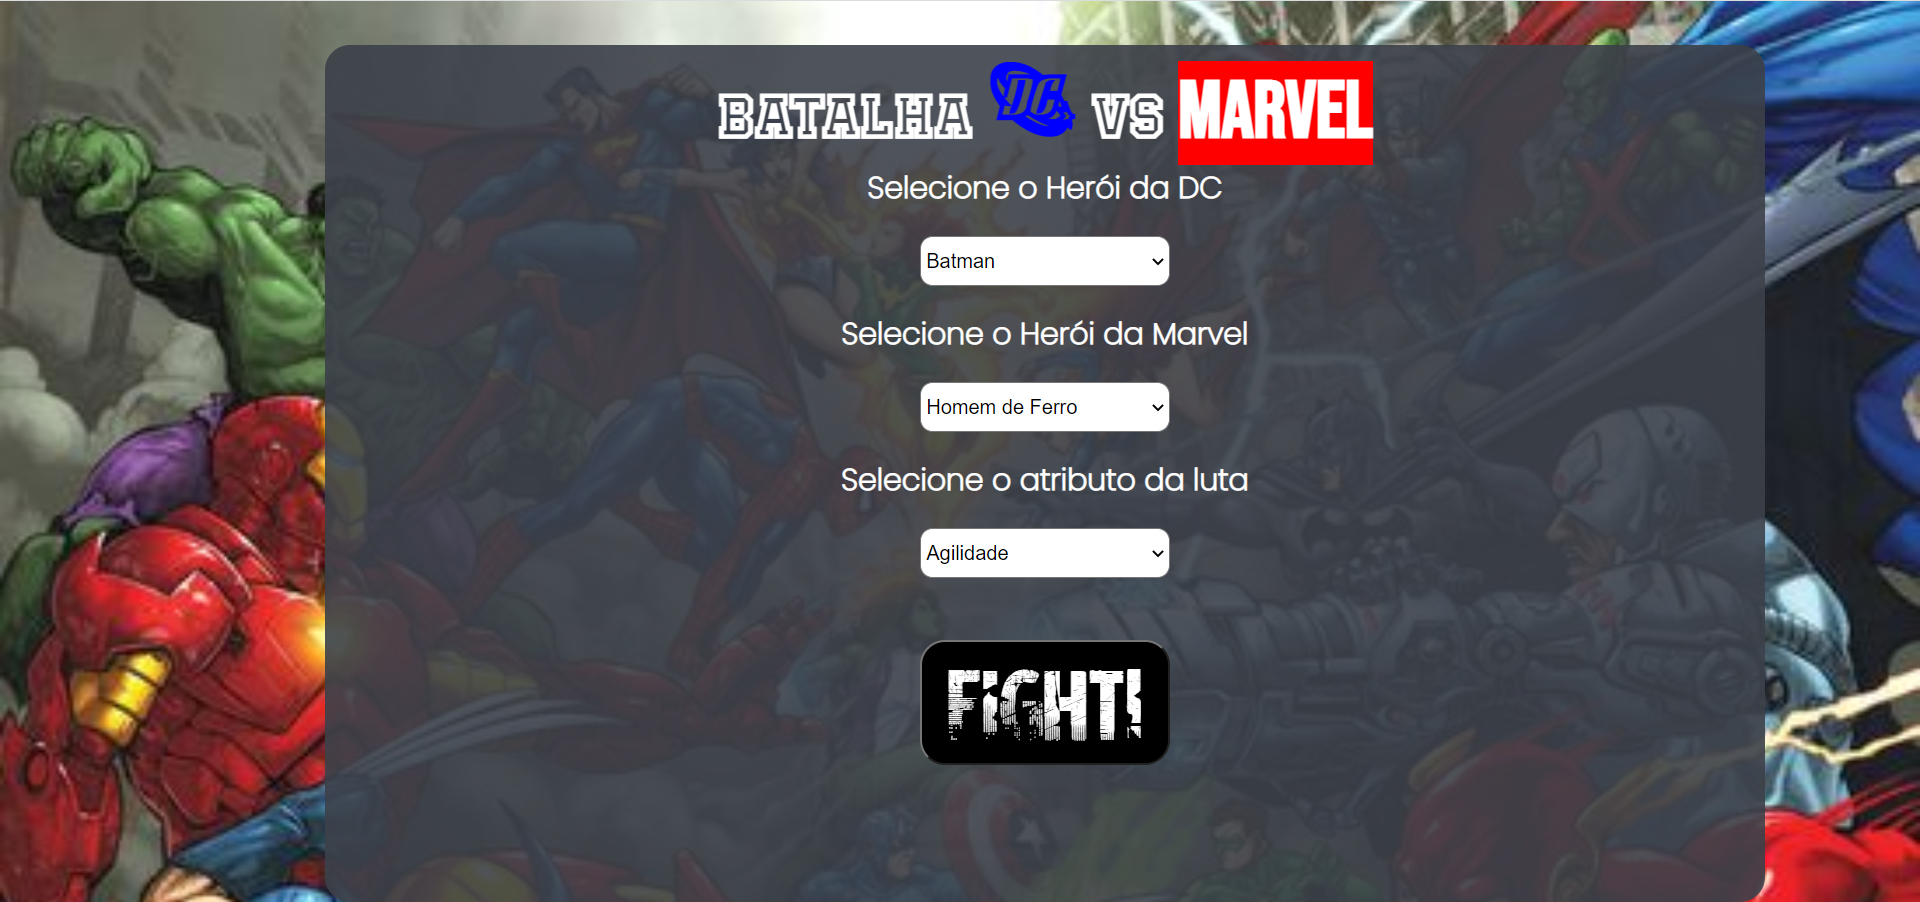 BATALHA DC VS MARVEL
Selecione o Herói da DC
Batman
Selecione o Herói da Marvel
Homem de Ferro
Selecione o atributo da luta
Agilidade
FIGHT!